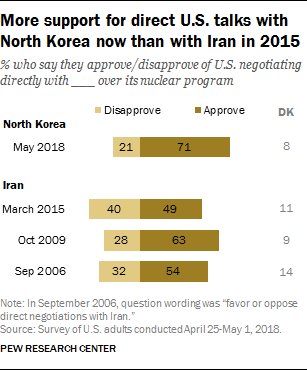 More support for direct U.S. talks with
North Korea now than with Iran in 2015
% who say they approve/disapprove of U.S. negotiating
directly with ___ over its nuclear program
Disapprove Approve DK
North Korea
May 2018 21 71 8
Iran
March 2015 40 49 11
Oct 2009 28 63 9
Sep 2006 32 54 14
Note: In September 2006, question wording was “favor or oppose
direct negotiations with Iran.”
Source: Survey of U.S. adults conducted April 25-May 1, 2018.
PEW RESEARCH CENTER